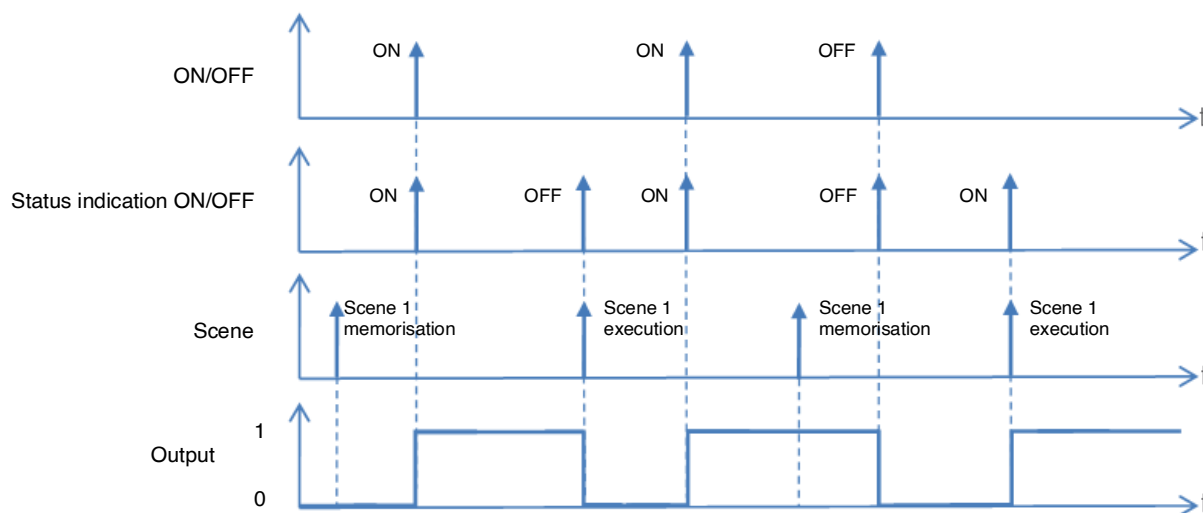 ON/OFF
ON
ON
OFF
t
Status indication ON/OFF
ON
OFF
ON
OFF
ON
Scene
Scene 1
memorisation
Scene 1
execution
Scene 1
memorisation
Scene 1
execution
Output
1
0